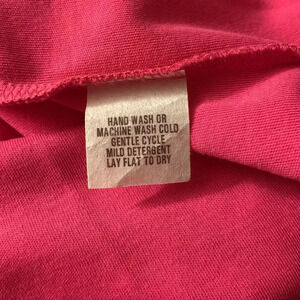 HAND WASH OR
MACHINE WASH COLD
GENTLE CYCLE
MILD DETERGENT
LAY FLAT TO DRY